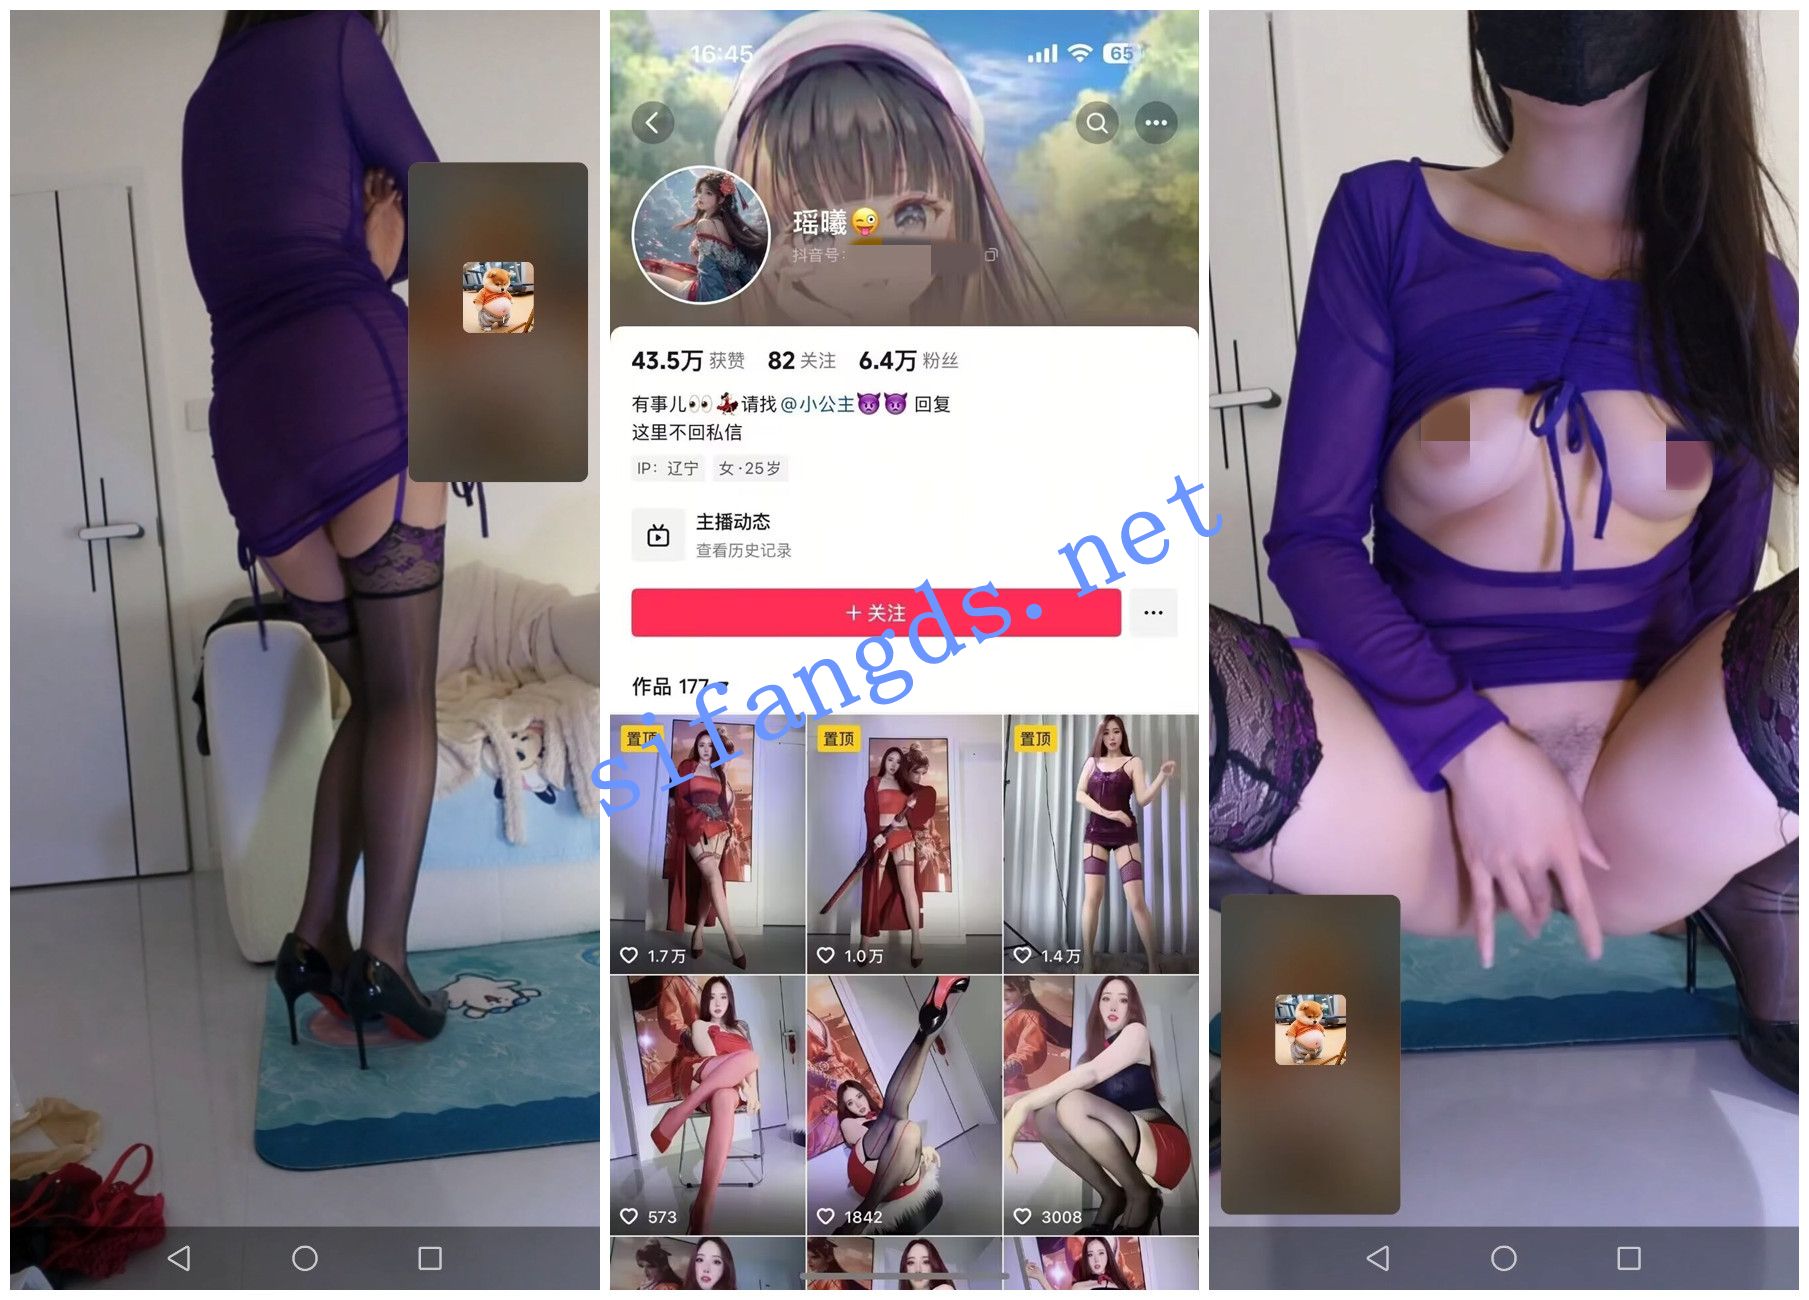 16:45
65
瑶曦😜
抖音号:
43.5万 获赞 82 关注 6.4万 粉丝
有事儿👀💃请找@小公主😈😈 回复
这里不回私信
IP: 辽宁 女·25岁
主播动态
查看历史记录
+ 关注
作品 177
置顶 置顶 置顶
1.7万 1.0万 1.4万
573 1842 3008
sifangds.net